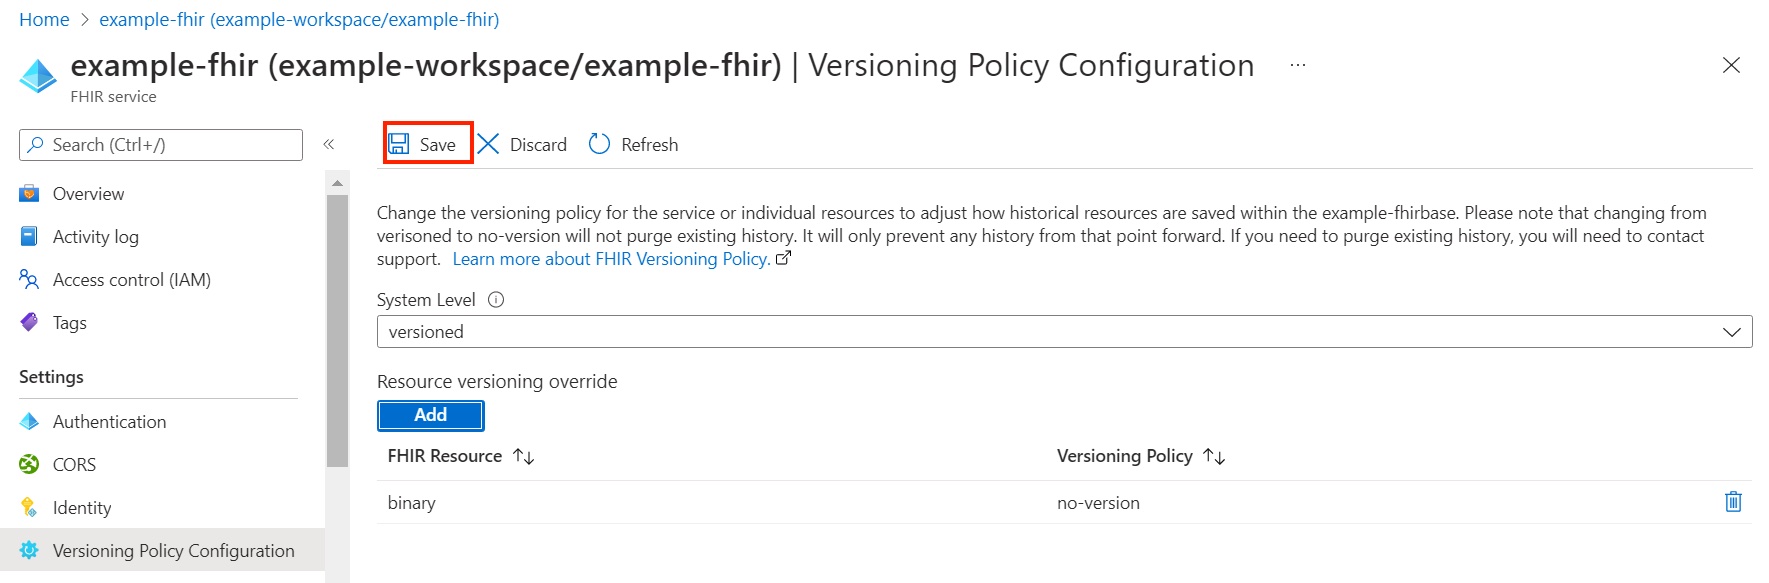 Home > example-fhir (example-workspace/example-fhir)
example-fhir (example-workspace/example-fhir) | Versioning Policy Configuration ...
FHIR service
Search (Ctrl+/)
«
Save
Discard
Refresh
Overview
Activity log
Access control (IAM)
Tags
Settings
Authentication
CORS
Identity
Versioning Policy Configuration
Change the versioning policy for the service or individual resources to adjust how historical resources are saved within the example-fhirbase. Please note that changing from
verisoned to no-version will not purge existing history. It will only prevent any history from that point forward. If you need to purge existing history, you will need to contact
support. Learn more about FHIR Versioning Policy.
System Level
versioned
Resource versioning override
Add
FHIR Resource ↑↓ Versioning Policy ↑↓
binary no-version